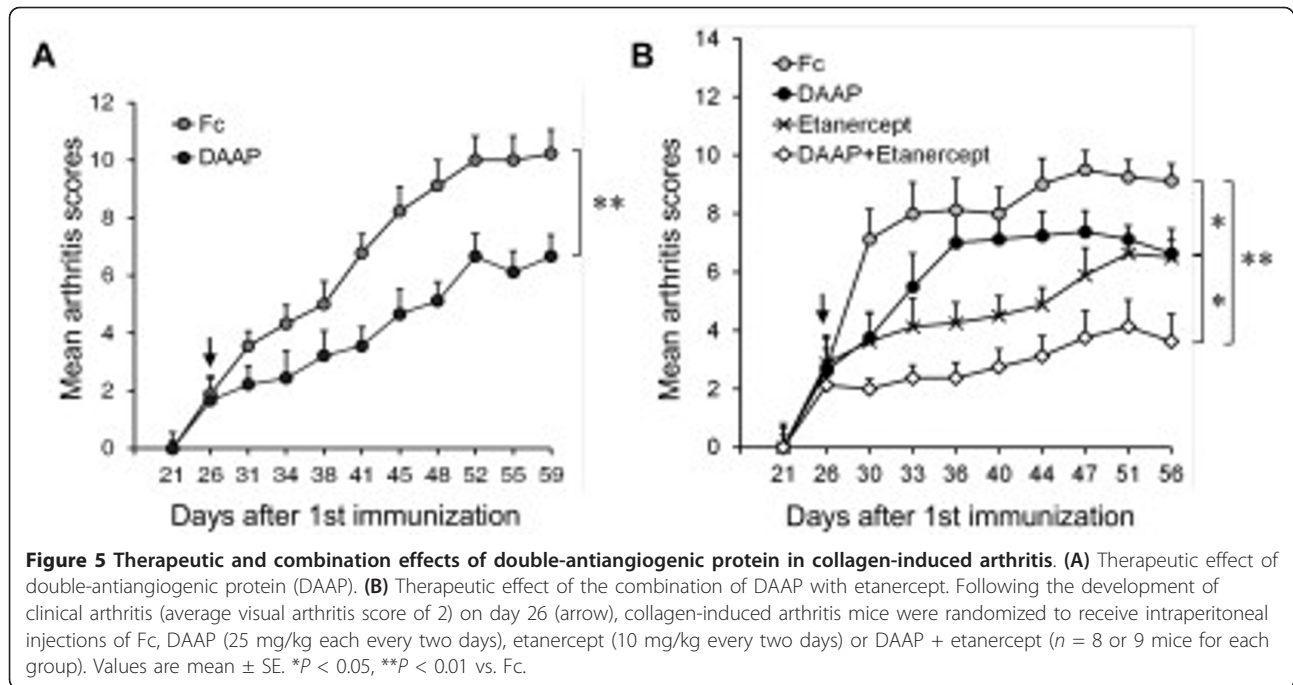 A
Fc
DAAP
Mean arthritis scores
12
10
8
6
4
2
0
**
21 26 31 34 38 41 45 48 52 55 59
Days after 1st immunization
B
Fc
DAAP
Etanercept
DAAP+Etanercept
Mean arthritis scores
14
12
10
8
6
4
2
0
*
*
**
21 26 30 33 36 40 44 47 51 56
Days after 1st immunization
Figure 5 Therapeutic and combination effects of double-antiangiogenic protein in collagen-induced arthritis. (A) Therapeutic effect of
double-antiangiogenic protein (DAAP). (B) Therapeutic effect of the combination of DAAP with etanercept. Following the development of
clinical arthritis (average visual arthritis score of 2) on day 26 (arrow), collagen-induced arthritis mice were randomized to receive intraperitoneal
injections of Fc, DAAP (25 mg/kg each every two days), etanercept (10 mg/kg every two days) or DAAP + etanercept (n = 8 or 9 mice for each
group). Values are mean ± SE. *P < 0.05, **P < 0.01 vs. Fc.